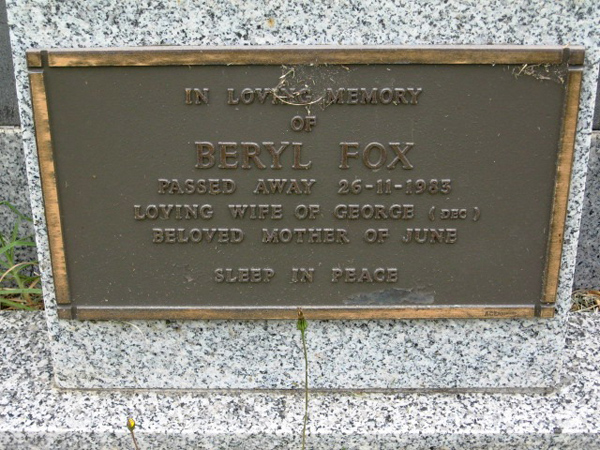 IN LOVING MEMORY
OF
BERYL FOX
PASSED AWAY 26-11-1983
LOVING WIFE OF GEORGE (DEC)
BELOVED MOTHER OF JUNE
SLEEP IN PEACE